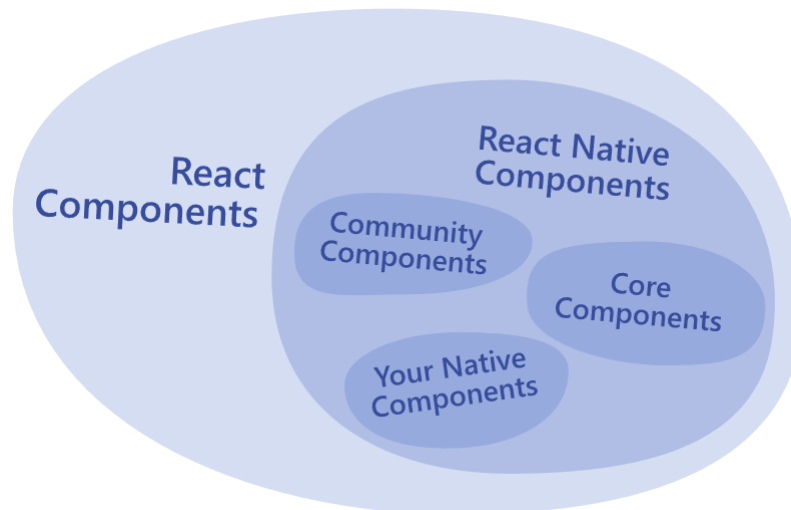 React
Components
React Native
Components
Community
Components
Core
Components
Your Native
Components